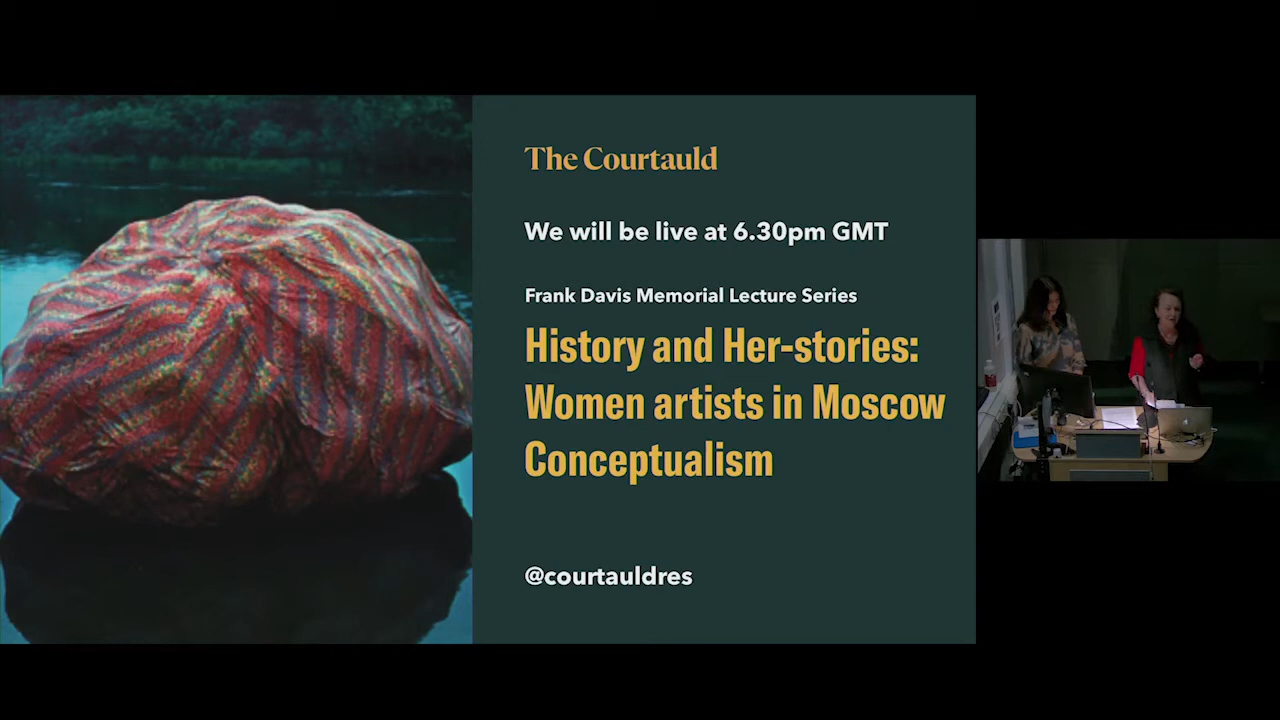 The Courtauld
We will be live at 6.30pm GMT
Frank Davis Memorial Lecture Series
History and Her-stories:
Women artists in Moscow
Conceptualism
@courtauldres